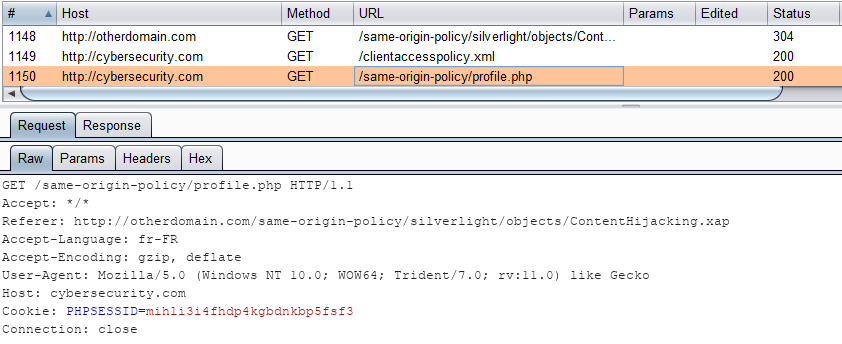 # Host Method URL Params Edited Status
1148 http://otherdomain.com GET /same-origin-policy/silverlight/objects/Cont... 304
1149 http://cybersecurity.com GET /clientaccesspolicy.xml 200
1150 http://cybersecurity.com GET /same-origin-policy/profile.php 200
Request Response
Raw Params Headers Hex
GET /same-origin-policy/profile.php HTTP/1.1
Accept: */*
Referer: http://otherdomain.com/same-origin-policy/silverlight/objects/ContentHijacking.xap
Accept-Language: fr-FR
Accept-Encoding: gzip, deflate
User-Agent: Mozilla/5.0 (Windows NT 10.0; WOW64; Trident/7.0; rv:11.0) like Gecko
Host: cybersecurity.com
Cookie: PHPSESSID=mihli3i4fhdp4kgbdnkbp5fsf3
Connection: close